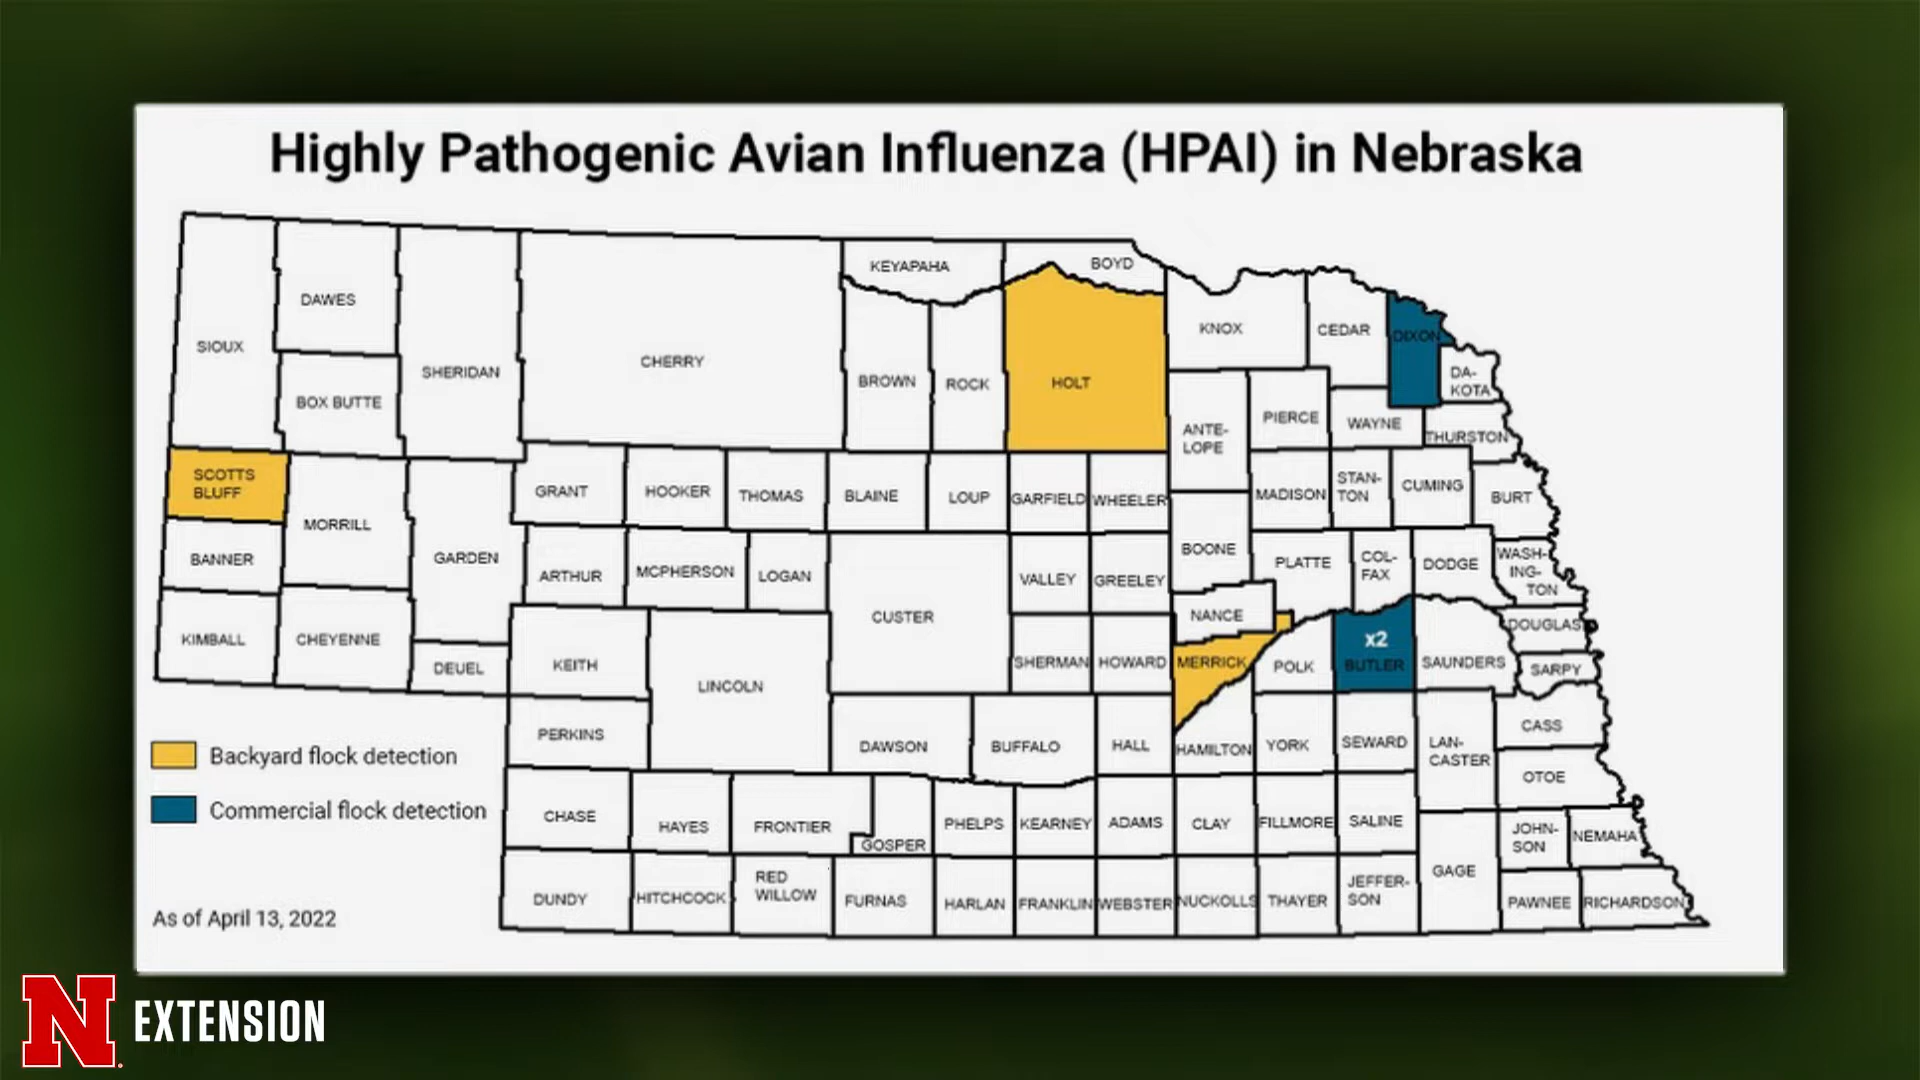 Highly Pathogenic Avian Influenza (HPAI) in Nebraska
KEYAPAHA
BOYD
DAWES
SIOUX
SHERIDAN
CHERRY
BROWN
ROCK
HOLT
KNOX
CEDAR
DIXON
DA-
KOTA
BOX BUTTE
ANTE-
LOPE
PIERCE
WAYNE
THURSTON
SCOTTS
BLUFF
MORRILL
GRANT
HOOKER
THOMAS
BLAINE
LOUP
GARFIELD
WHEELER
MADISON
STAN-
TON
CUMING
BURT
BANNER
GARDEN
ARTHUR
MCPHERSON
LOGAN
CUSTER
VALLEY
GREELEY
BOONE
PLATTE
COL-
FAX
DODGE
WASH-
ING-
TON
KIMBALL
CHEYENNE
DEUEL
KEITH
LINCOLN
SHERMAN
HOWARD
NANCE
MERRICK
POLK
x2
BUTLER
SAUNDERS
DOUGLAS
SARPY
PERKINS
DAWSON
BUFFALO
HALL
HAMILTON
YORK
SEWARD
LAN-
CASTER
CASS
OTOE
Backyard flock detection
Commercial flock detection
CHASE
HAYES
FRONTIER
GOSPER
PHELPS
KEARNEY
ADAMS
CLAY
FILLMORE
SALINE
JOHN-
SON
NEMAHA
DUNDY
HITCHCOCK
RED
WILLOW
FURNAS
HARLAN
FRANKLIN
WEBSTER
NUCKOLLS
THAYER
JEFFER-
SON
GAGE
PAWNEE
RICHARDSON
As of April 13, 2022
N EXTENSION